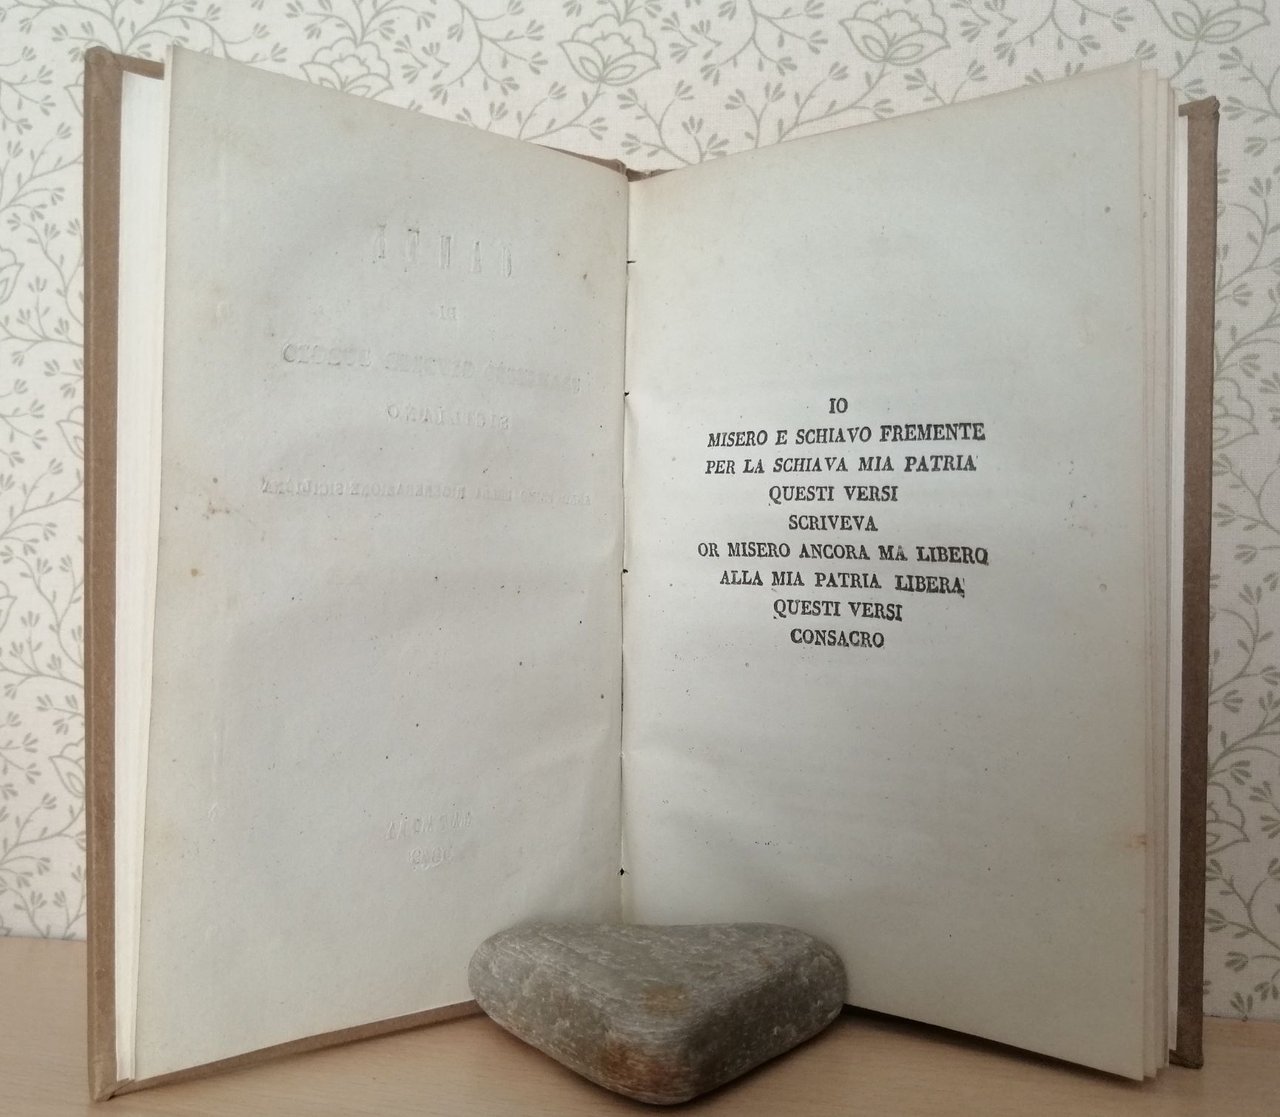 SICILIANO
IO
MISERO E SCHIAVO FREMENTE
PER LA SCHIAVA MIA PATRIA
QUESTI VERSI
SCRIVEVA
OR MISERO ANCORA MA LIBERO
ALLA MIA PATRIA LIBERA
QUESTI VERSI
CONSACRO